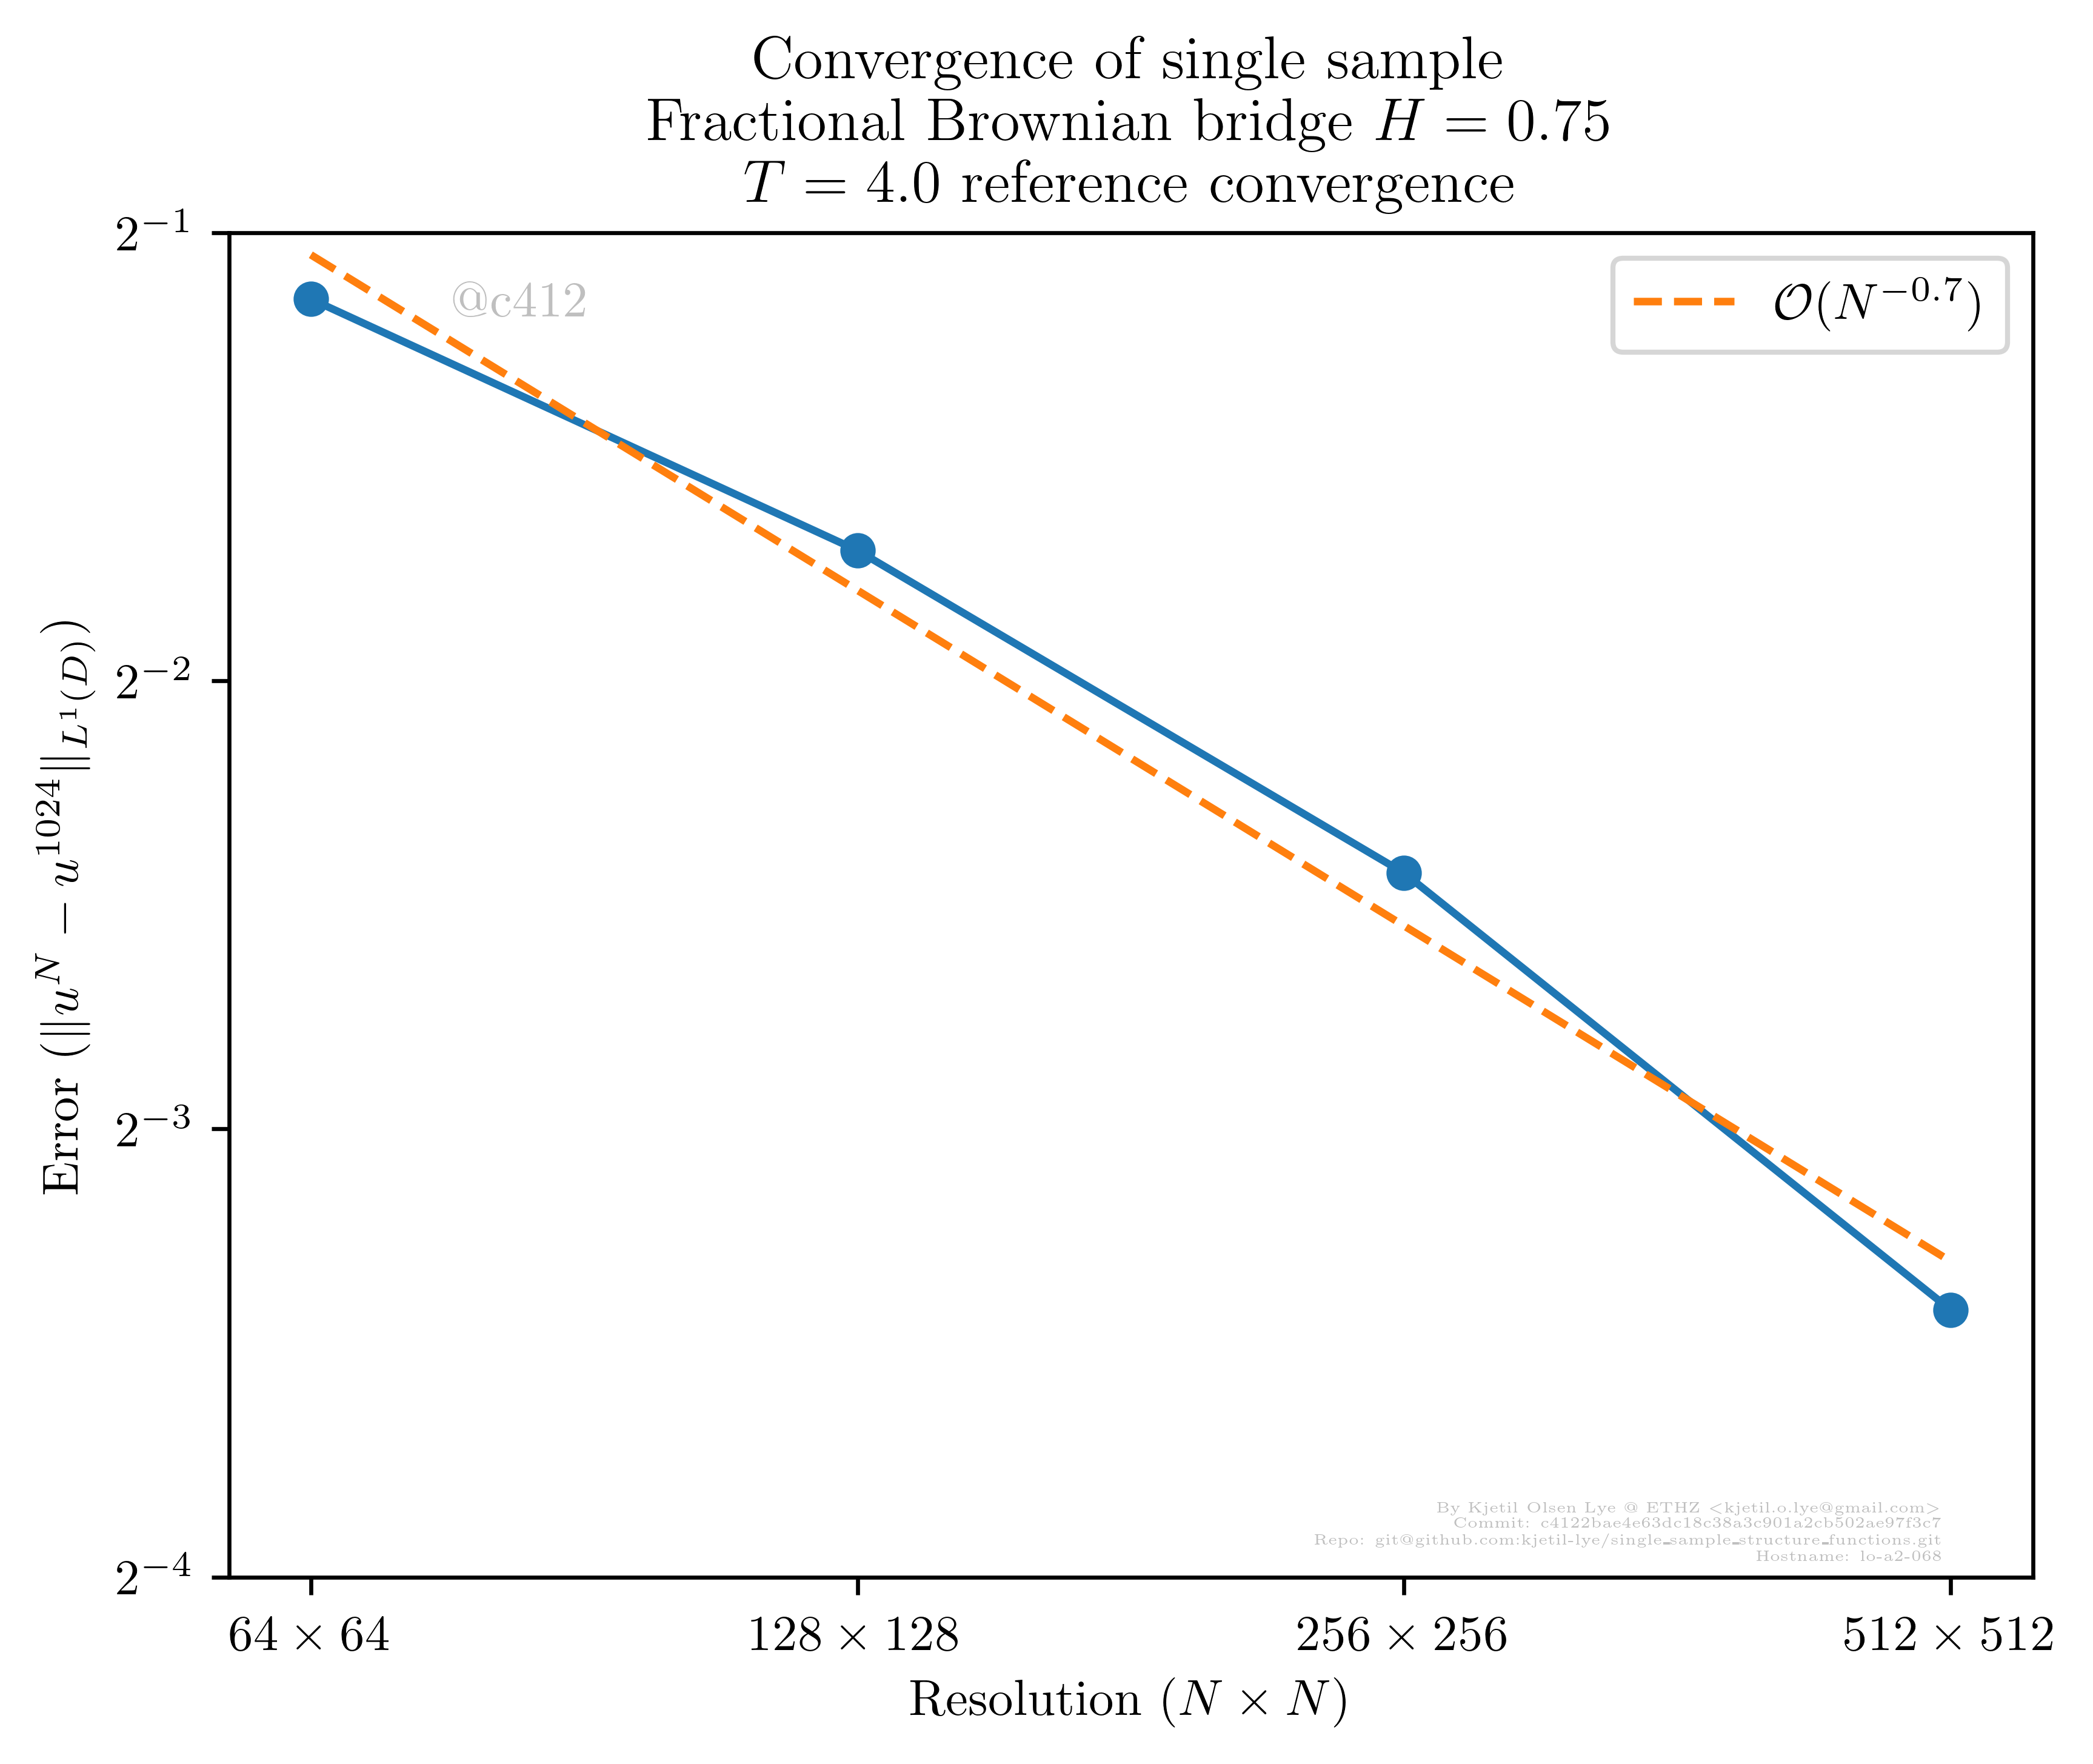 Convergence of single sample
Fractional Brownian bridge H = 0.75
T = 4.0 reference convergence
2⁻¹
@c412
𝒪(N⁻⁰·⁷)
2⁻²
Error (||u^N − u^1024||_{L^1(D)})
2⁻³
By Kjetil Olsen Lye @ ETHZ <kjetil.o.lye@gmail.com>
Commit: c4122bae4e63dc18c38a3c901a2cb502ae97f3c7
Repo: git@github.com:kjetil-lye/single_sample_structure_functions.git
Hostname: lo-a2-068
2⁻⁴
64 × 64 128 × 128 256 × 256 512 × 512
Resolution (N × N)